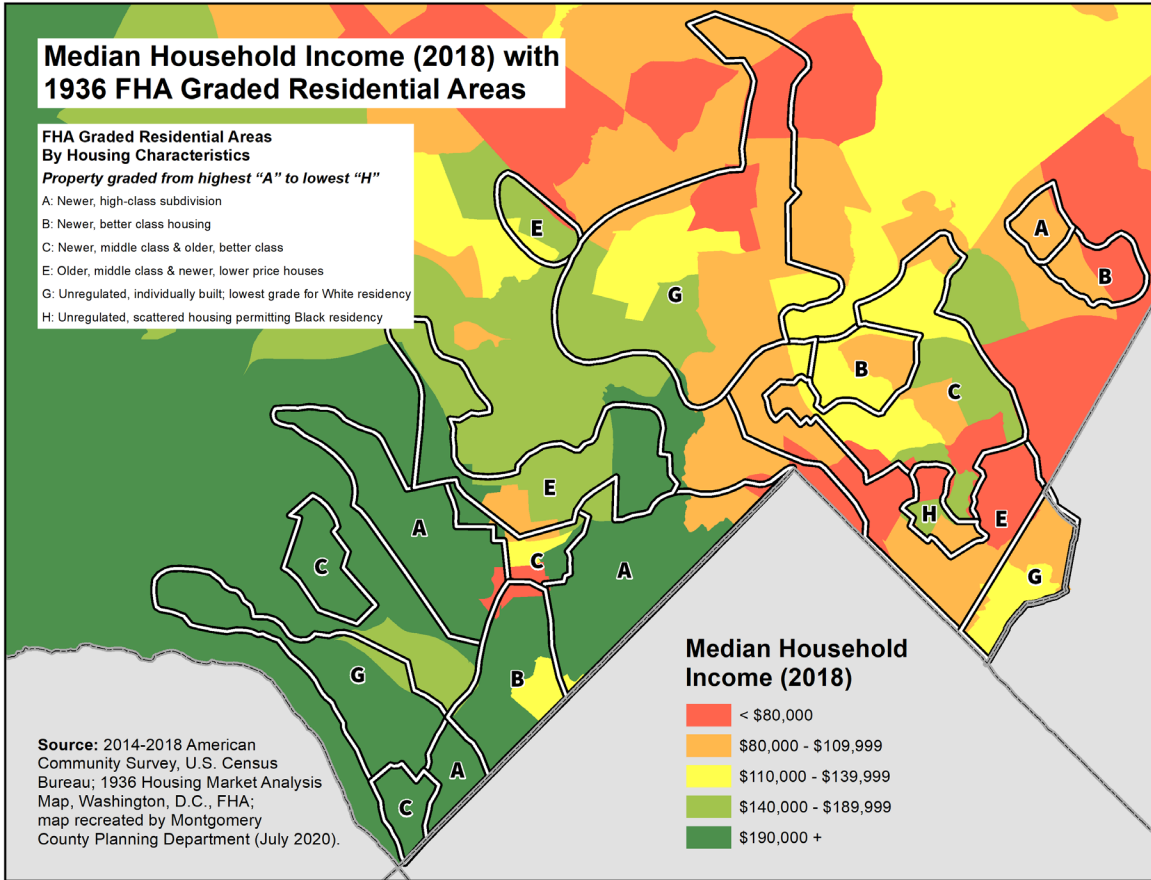 Median Household Income (2018) with
1936 FHA Graded Residential Areas
FHA Graded Residential Areas
By Housing Characteristics
Property graded from highest “A” to lowest “H”
A: Newer, high-class subdivision
B: Newer, better class housing
C: Newer, middle class & older, better class
E: Older, middle class & newer, lower price houses
G: Unregulated, individually built; lowest grade for White residency
H: Unregulated, scattered housing permitting Black residency
E
A
B
G
B
C
E
H
E
A
C
C
A
G
G
B
A
C
Median Household
Income (2018)
< $80,000
$80,000 - $109,999
$110,000 - $139,999
$140,000 - $189,999
$190,000 +
Source: 2014-2018 American
Community Survey, U.S. Census
Bureau; 1936 Housing Market Analysis
Map, Washington, D.C., FHA;
map recreated by Montgomery
County Planning Department (July 2020).